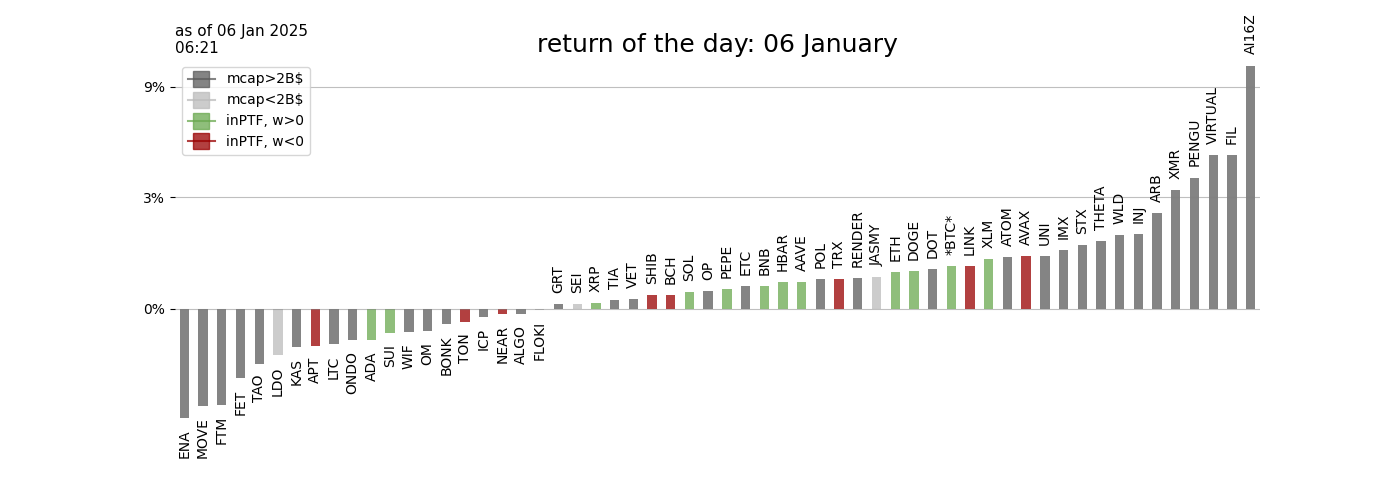 as of 06 Jan 2025
06:21
return of the day: 06 January
mcap>2B$
mcap<2B$
inPTF, w>0
inPTF, w<0
9%
3%
0%
ENA
MOVE
FTM
FET
TAO
LDO
KAS
APT
LTC
ONDO
ADA
SUI
WIF
OM
BONK
TON
ICP
NEAR
ALGO
FLOKI
GRT
SEI
XRP
TIA
VET
SHIB
BCH
SOL
OP
PEPE
ETC
BNB
HBAR
AAVE
POL
TRX
RENDER
JASMY
ETH
DOGE
DOT
*BTC*
LINK
XLM
ATOM
AVAX
UNI
IMX
STX
THETA
WLD
INJ
ARB
XMR
PENGU
VIRTUAL
FIL
AI16Z